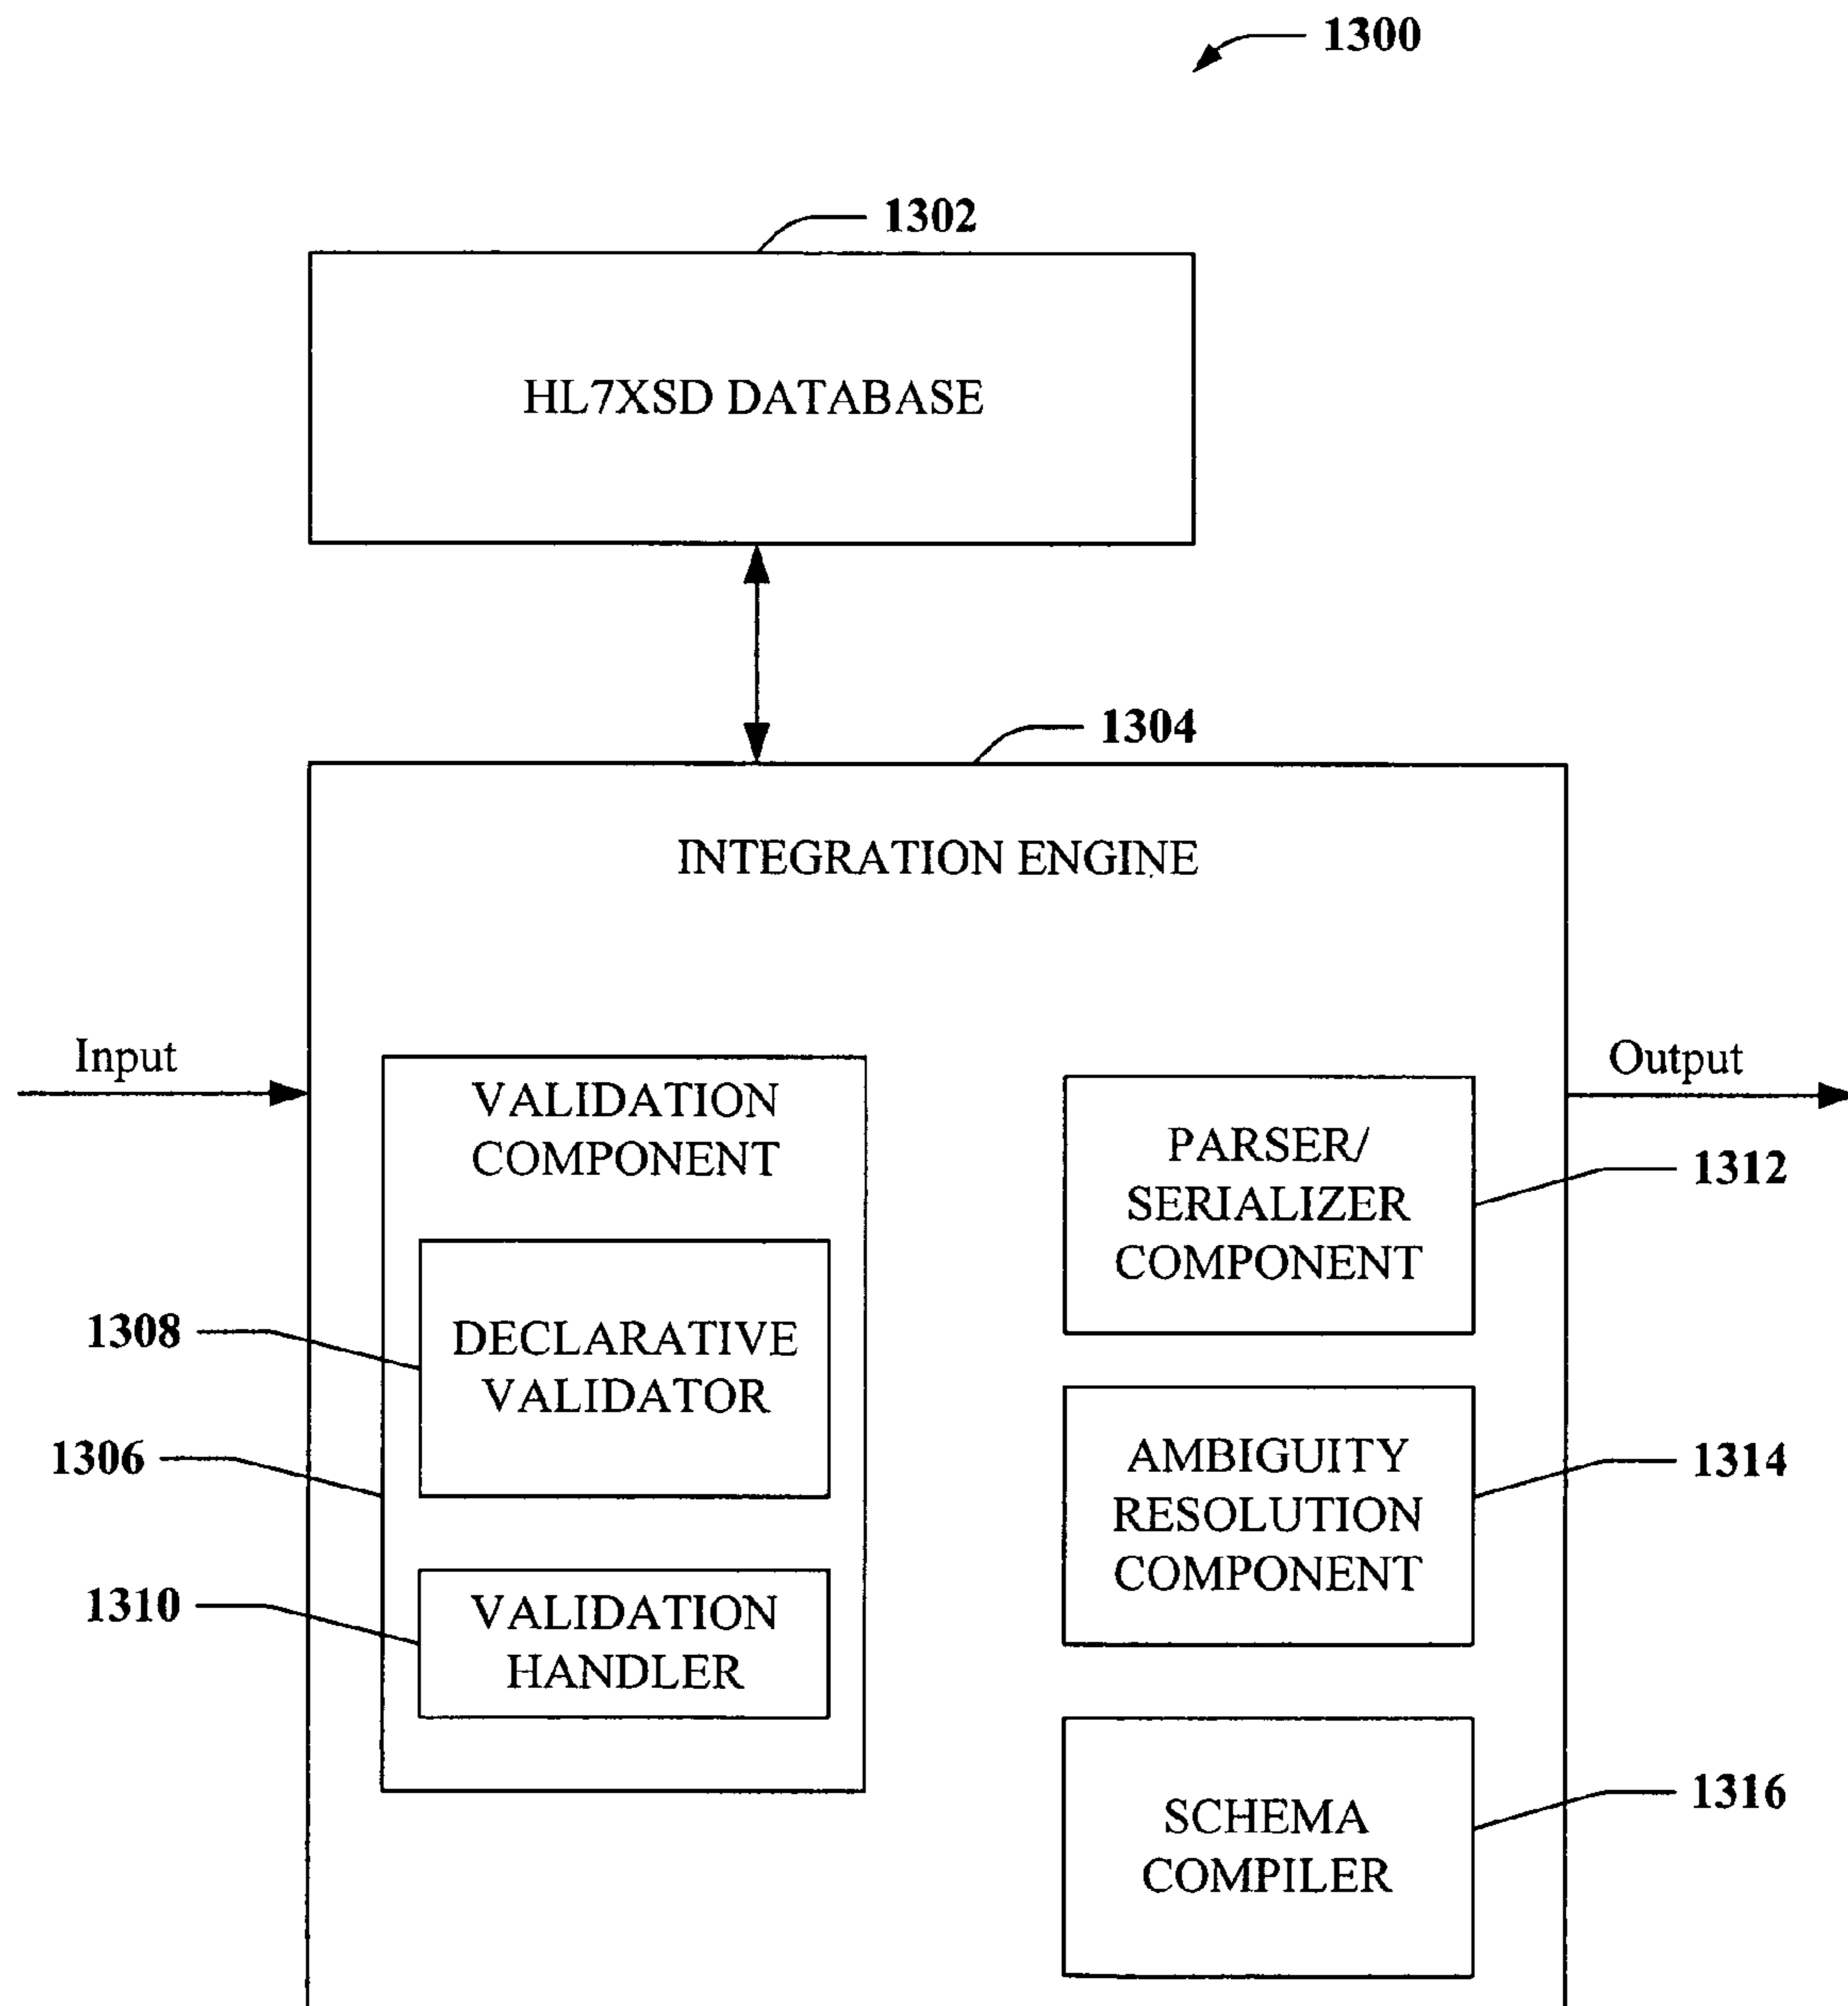 1300
1302
HL7XSD DATABASE
1304
INTEGRATION ENGINE
Input
Output
VALIDATION
COMPONENT
PARSER/
SERIALIZER
COMPONENT
1312
1308
DECLARATIVE
VALIDATOR
1306
AMBIGUITY
RESOLUTION
COMPONENT
1314
1310
VALIDATION
HANDLER
SCHEMA
COMPILER
1316